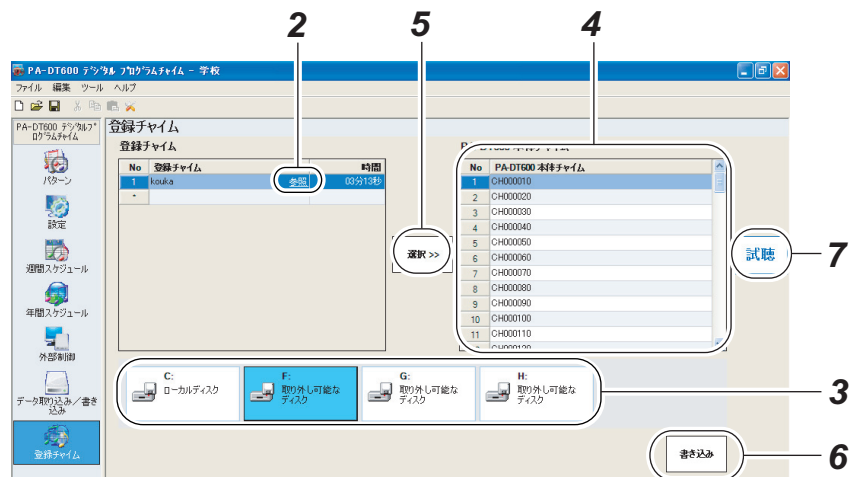 2 5 4
PA-DT600 デジタル プログラムチャイム - 学校
ファイル 編集 ツール ヘルプ
PA-DT600 デジタルプ
ログラムチャイム
パターン
設定
週間スケジュール
年間スケジュール
外部制御
データ取り込み／書き
込み
登録チャイム
登録チャイム
登録チャイム
No 登録チャイム 時間
1 kouka 参照 03分13秒
*
選択 >>
No PA-DT600 本体チャイム
1 CH000010
2 CH000020
3 CH000030
4 CH000040
5 CH000050
6 CH000060
7 CH000070
8 CH000080
9 CH000090
10 CH000100
11 CH000110
試聴
7
C:
ローカルディスク
F:
取り外し可能な
ディスク
G:
取り外し可能な
ディスク
H:
取り外し可能な
ディスク
3
書き込み
6